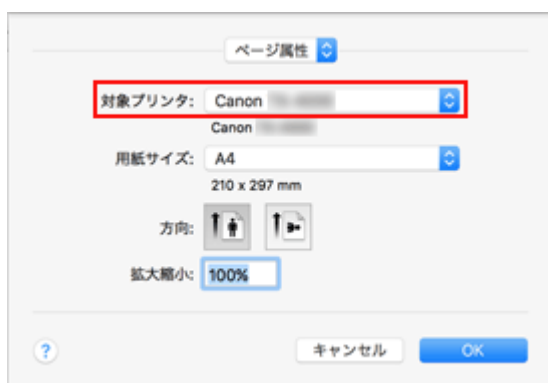 ページ属性
対象プリンタ: Canon
Canon
用紙サイズ: A4
210 x 297 mm
方向:
拡大縮小: 100%
? キャンセル OK